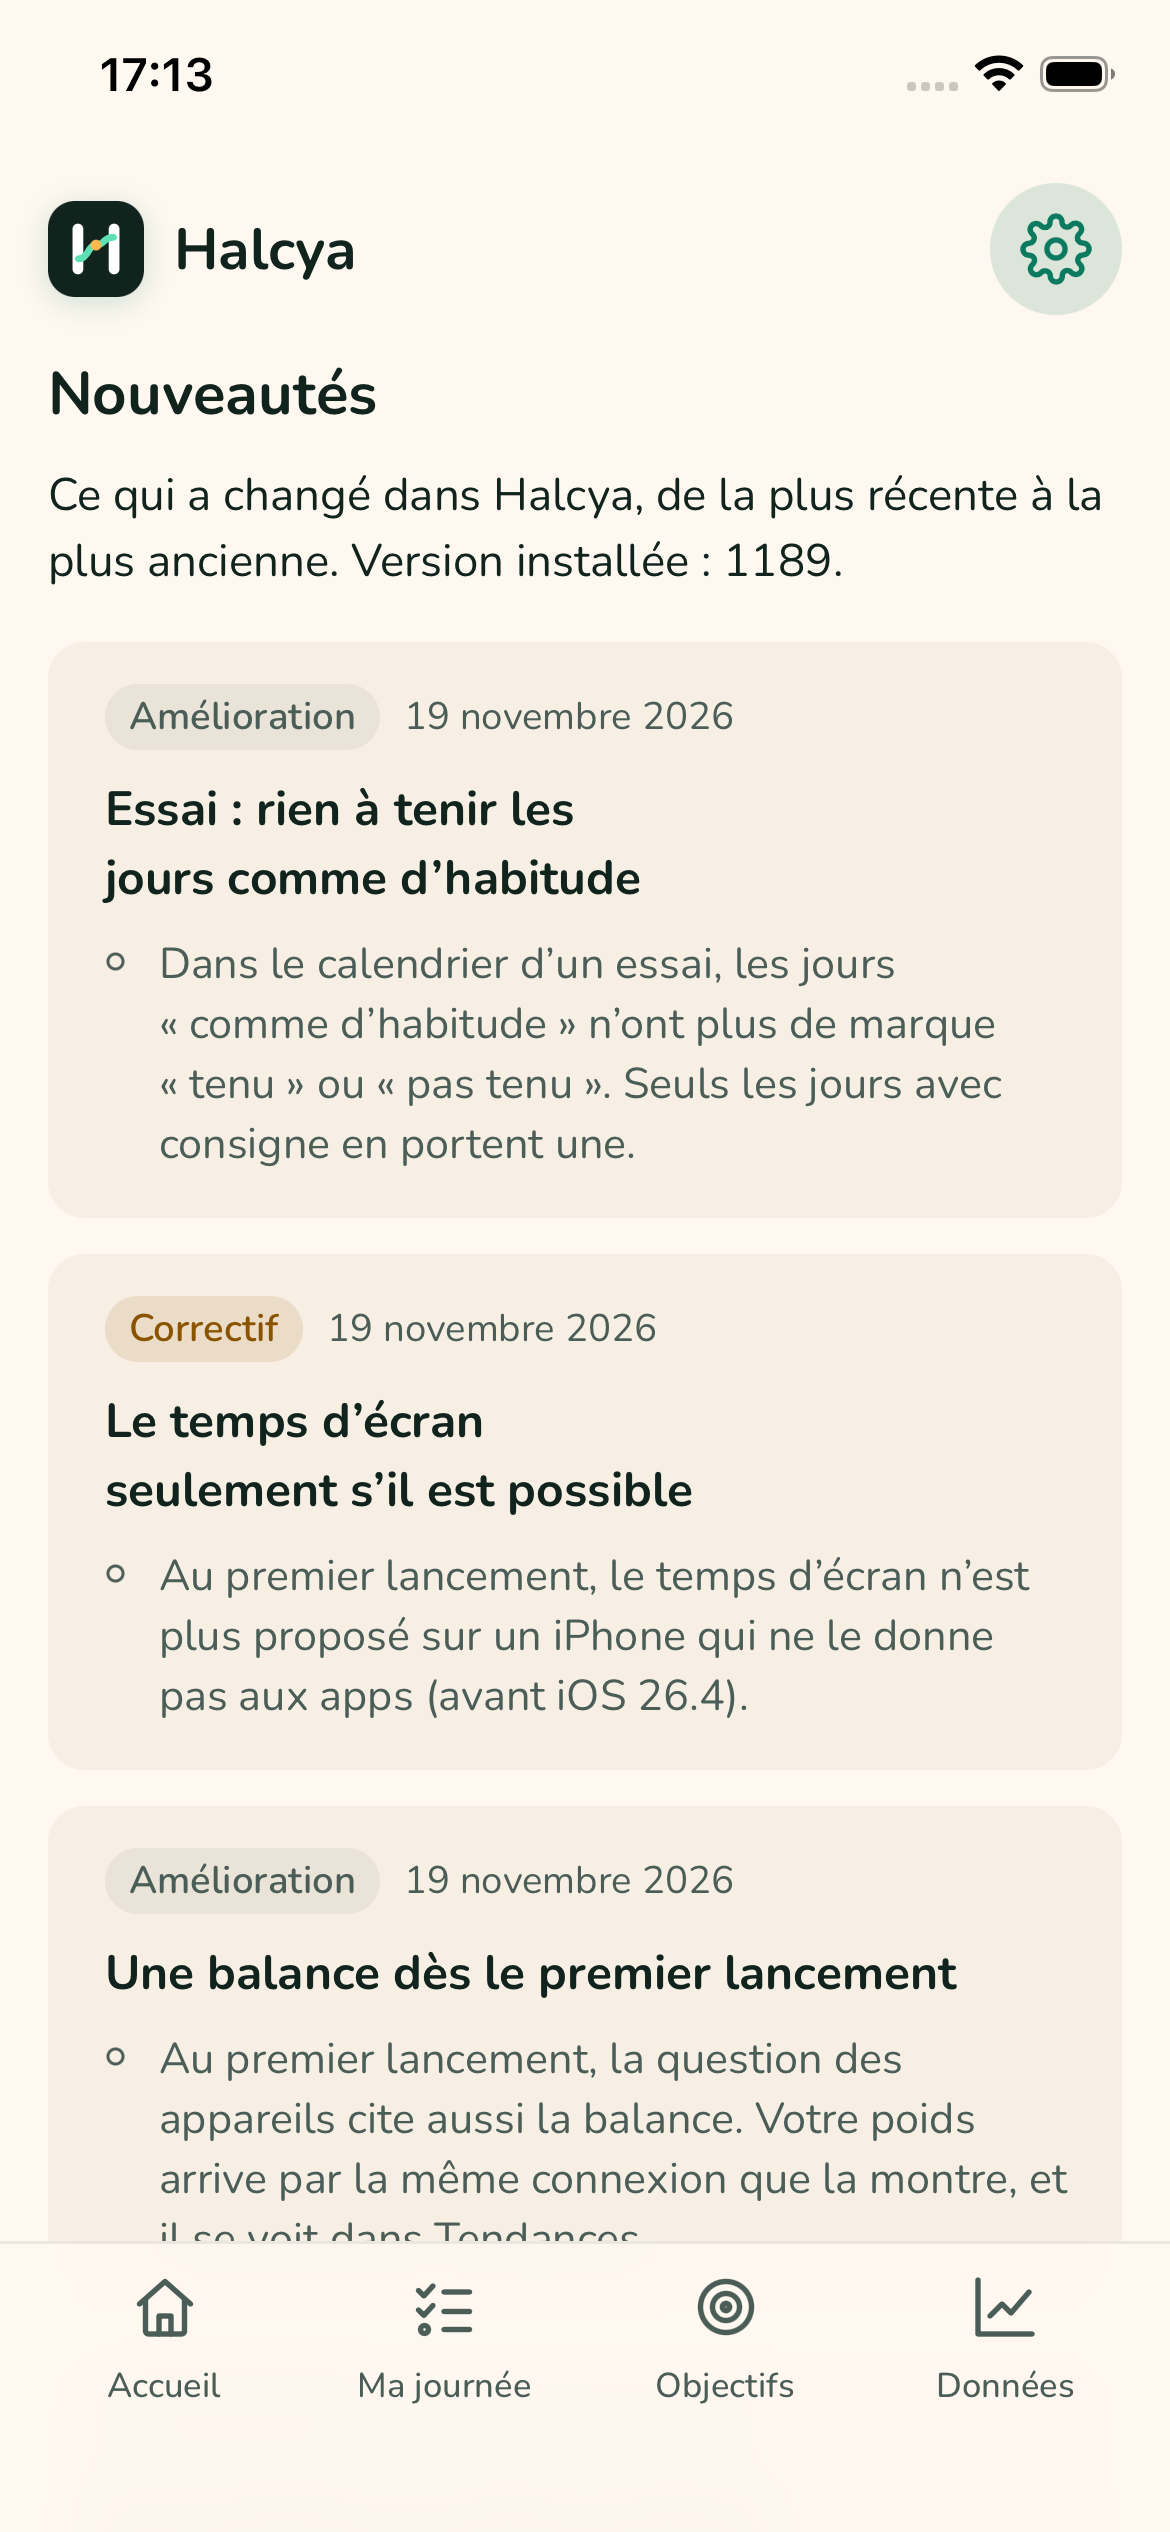 17:13
Halcya
Nouveautés
Ce qui a changé dans Halcya, de la plus récente à la
plus ancienne. Version installée : 1189.
Amélioration 19 novembre 2026
Essai : rien à tenir les
jours comme d’habitude
Dans le calendrier d’un essai, les jours
« comme d’habitude » n’ont plus de marque
« tenu » ou « pas tenu ». Seuls les jours avec
consigne en portent une.
Correctif 19 novembre 2026
Le temps d’écran
seulement s’il est possible
Au premier lancement, le temps d’écran n’est
plus proposé sur un iPhone qui ne le donne
pas aux apps (avant iOS 26.4).
Amélioration 19 novembre 2026
Une balance dès le premier lancement
Au premier lancement, la question des
appareils cite aussi la balance. Votre poids
arrive par la même connexion que la montre, et
il se voit dans Tendances
Accueil
Ma journée
Objectifs
Données